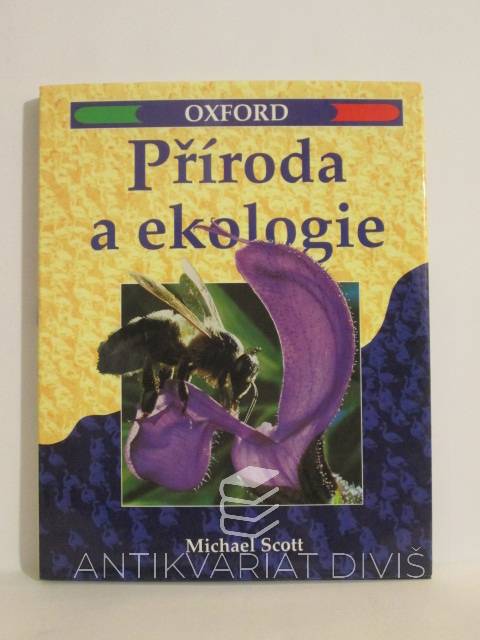 OXFORD
Příroda
a ekologie
Michael Scott
ANTIKVARIÁT DIVIŠ